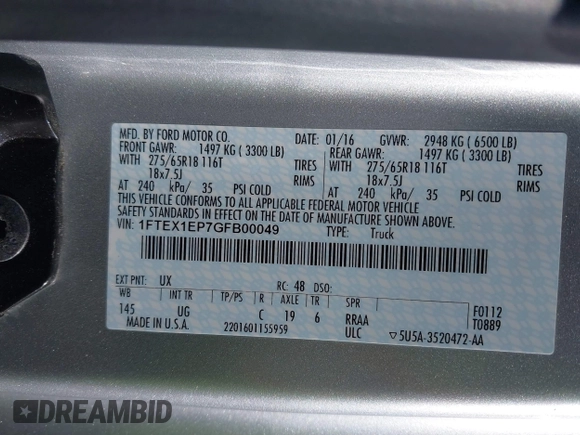 MFD. BY FORD MOTOR CO.
DATE: 01/16 GVWR: 2948 KG ( 6500 LB)
FRONT GAWR: 1497 KG ( 3300 LB) REAR GAWR: 1497 KG ( 3300 LB)
WITH 275/65R18 116T TIRES WITH 275/65R18 116T TIRES
18x7.5J RIMS 18x7.5J RIMS
AT 240 kPa/ 35 PSI COLD AT 240 kPa/ 35 PSI COLD
THIS VEHICLE CONFORMS TO ALL APPLICABLE FEDERAL MOTOR VEHICLE
SAFETY STANDARDS IN EFFECT ON THE DATE OF MANUFACTURE SHOWN ABOVE.
VIN: 1FTEX1EP7GFB00049 TYPE: Truck
EXT PNT: UX RC: 48 DSO:
WB INT TR TP/PS R AXLE TR SPR
145 UG C 19 6 RRAA
ULC
F0112
T0889
MADE IN U.S.A. 2201601155959 ▽5U5A-3520472-AA
DREAMBID